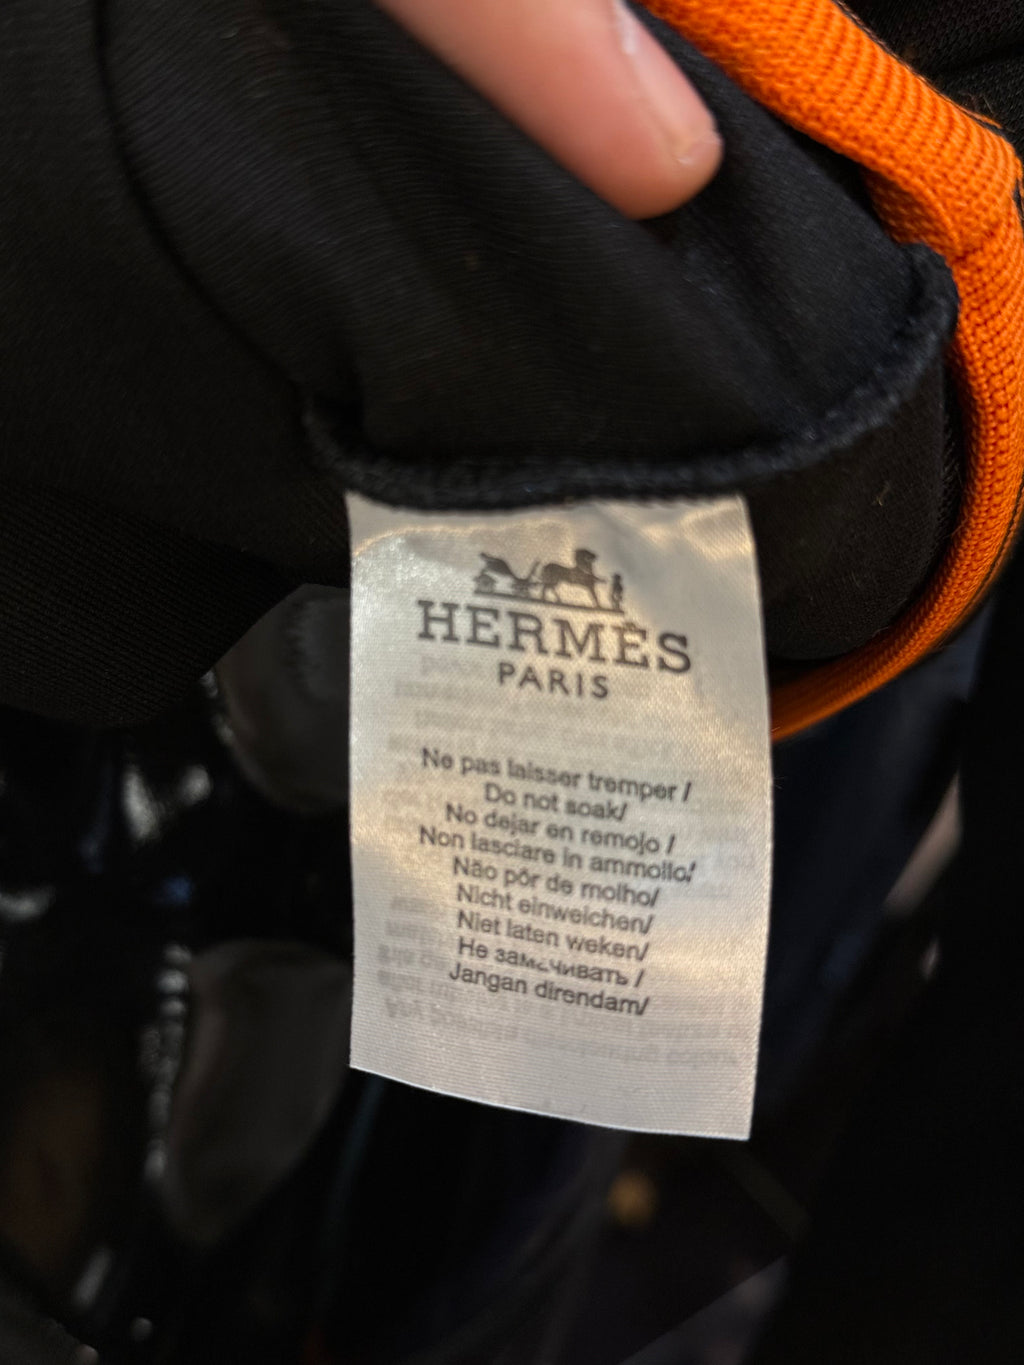 HERMÈS
PARIS
Ne pas laisser tremper /
Do not soak/
No dejar en remojo /
Non lasciare in ammollo/
Não pôr de molho/
Nicht einweichen/
Niet laten weken/
Не замачивать /
Jangan direndam/